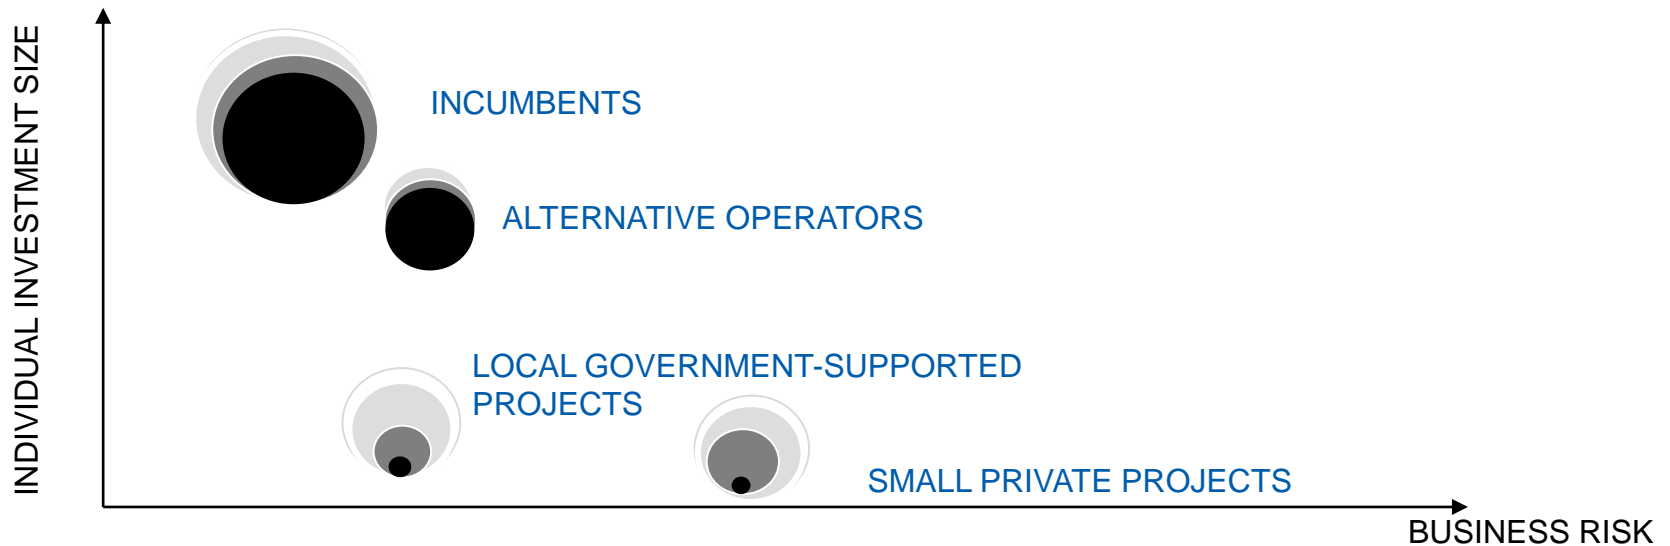 INDIVIDUAL INVESTMENT SIZE
INCUMBENTS
ALTERNATIVE OPERATORS
LOCAL GOVERNMENT-SUPPORTED
PROJECTS
SMALL PRIVATE PROJECTS
BUSINESS RISK